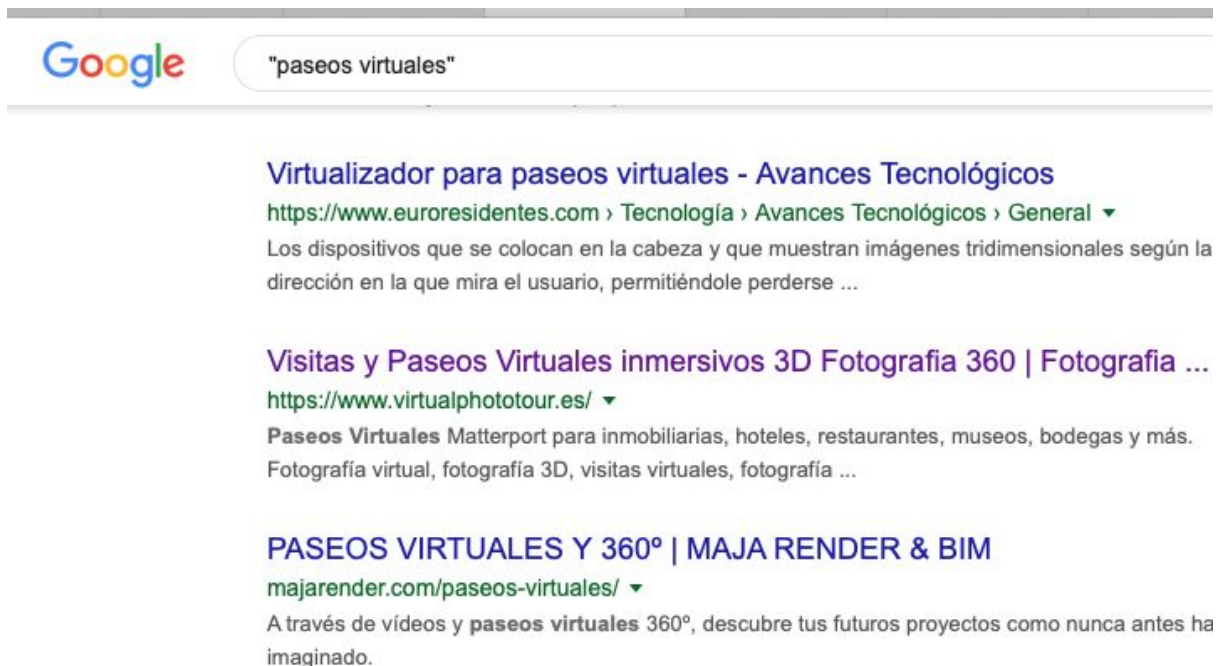 Google
"paseos virtuales"
Virtualizador para paseos virtuales - Avances Tecnológicos
https://www.euroresidentes.com › Tecnología › Avances Tecnológicos › General
Los dispositivos que se colocan en la cabeza y que muestran imágenes tridimensionales según la
dirección en la que mira el usuario, permitiéndole perderse ...
Visitas y Paseos Virtuales inmersivos 3D Fotografia 360 | Fotografia ...
https://www.virtualphototour.es/
Paseos Virtuales Matterport para inmobiliarias, hoteles, restaurantes, museos, bodegas y más.
Fotografía virtual, fotografía 3D, visitas virtuales, fotografía ...
PASEOS VIRTUALES Y 360º | MAJA RENDER & BIM
majarender.com/paseos-virtuales/
A través de vídeos y paseos virtuales 360º, descubre tus futuros proyectos como nunca antes ha
imaginado.